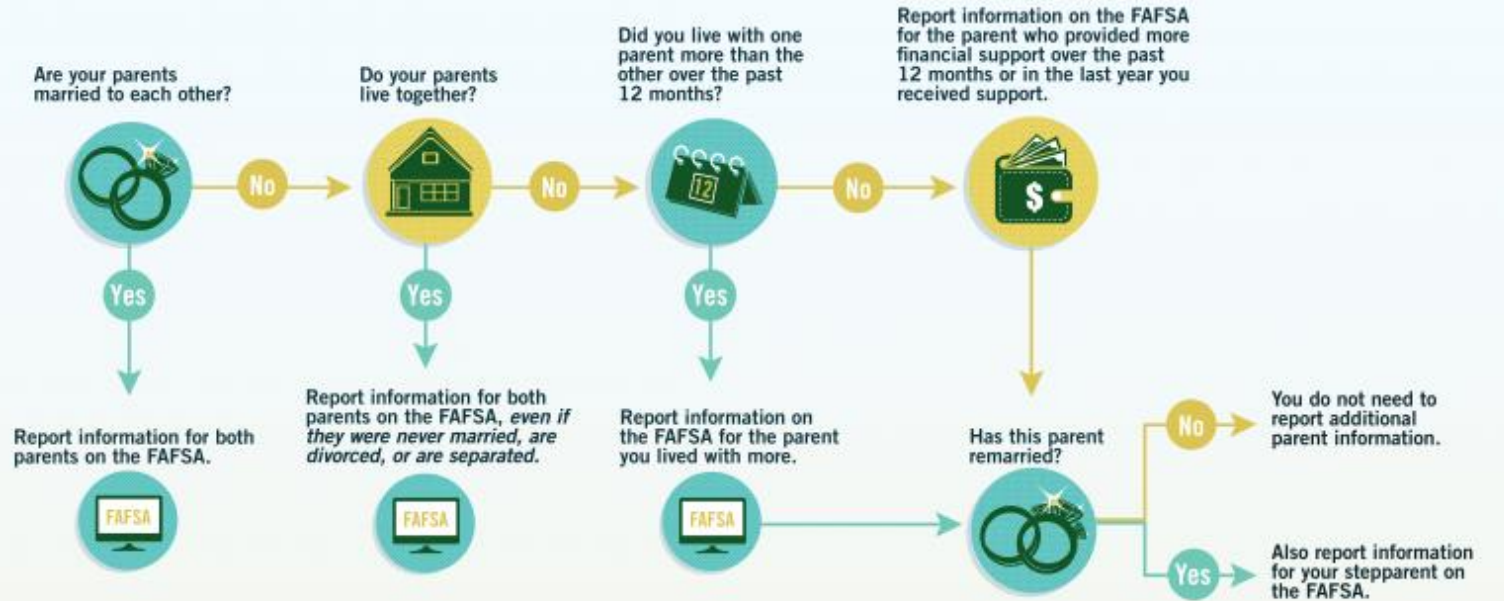 Are your parents
married to each other?
No
Yes
Report information for both
parents on the FAFSA.
FAFSA
Do your parents
live together?
No
Yes
Report information for both
parents on the FAFSA, even if
they were never married, are
divorced, or are separated.
FAFSA
Did you live with one
parent more than the
other over the past
12 months?
12
No
Yes
Report information on
the FAFSA for the parent
you lived with more.
FAFSA
Report information on the FAFSA
for the parent who provided more
financial support over the past
12 months or in the last year you
received support.
$
Has this parent
remarried?
No
You do not need to
report additional
parent information.
Yes
Also report information
for your stepparent on
the FAFSA.